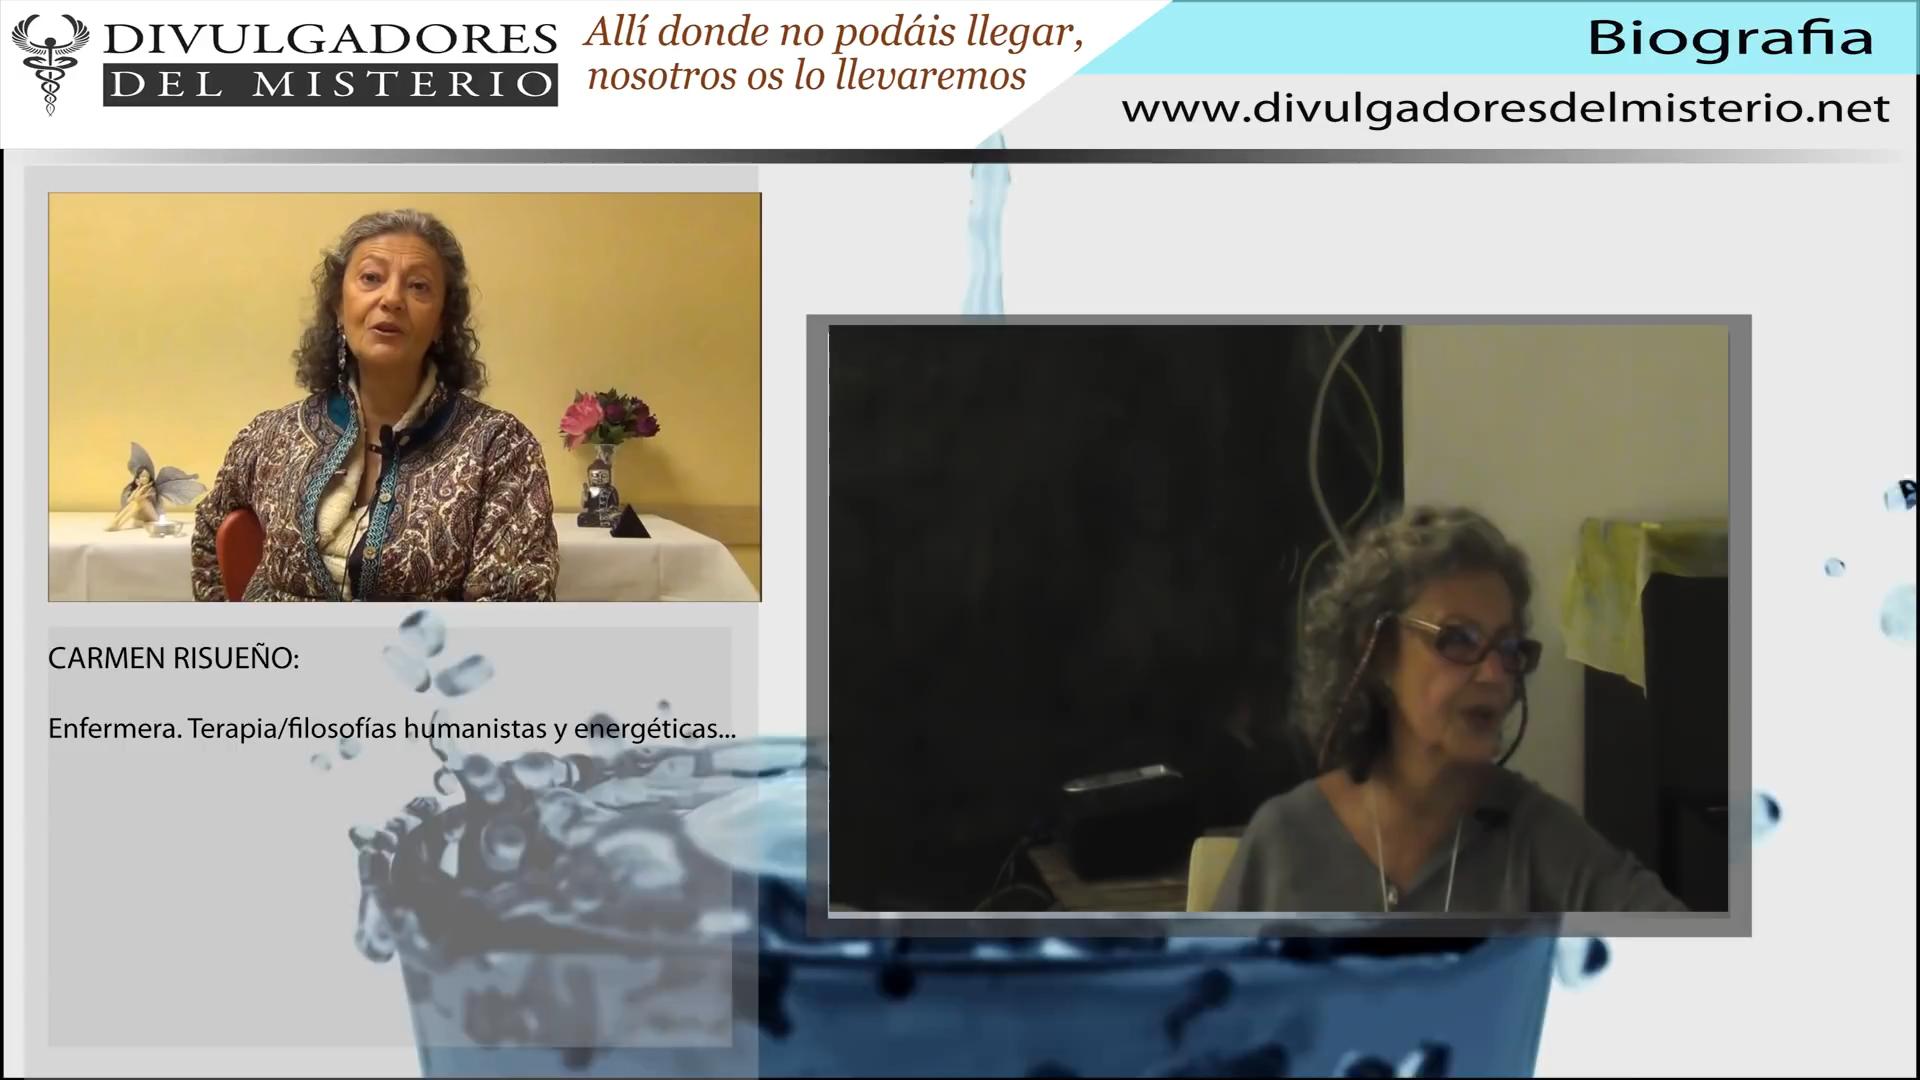 DIVULGADORES
DEL MISTERIO
Allí donde no podáis llegar,
nosotros os lo llevaremos
Biografia
www.divulgadoresdelmisterio.net
CARMEN RISUEÑO:
Enfermera. Terapia/filosofías humanistas y energéticas...